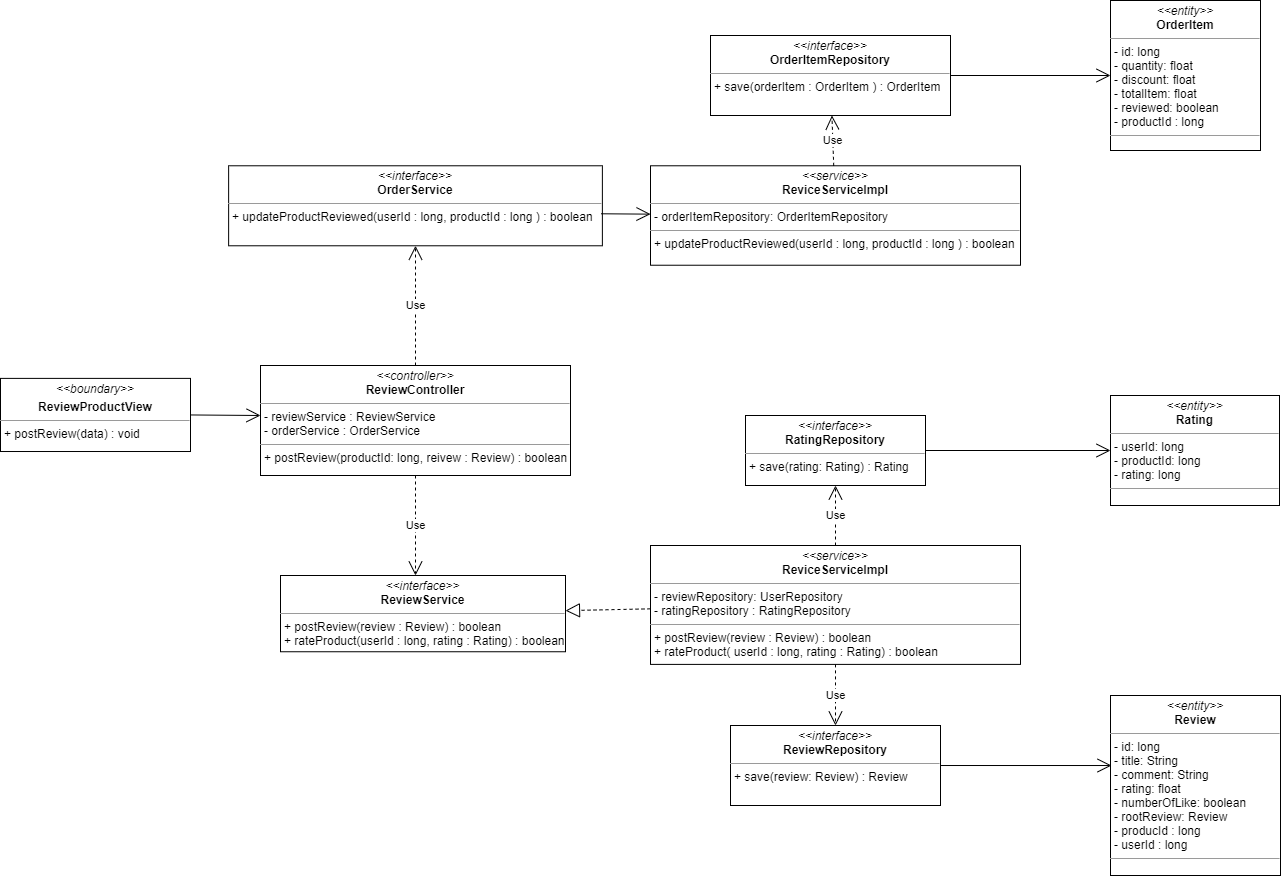 <<entity>>
OrderItem
- id: long
- quantity: float
- discount: float
- totalItem: float
- reviewed: boolean
- productId : long
<<interface>>
OrderItemRepository
+ save(orderItem : OrderItem ) : OrderItem
Use
<<interface>>
OrderService
+ updateProductReviewed(userId : long, productId : long ) : boolean
<<service>>
ReviceServiceImpl
- orderItemRepository: OrderItemRepository
+ updateProductReviewed(userId : long, productId : long ) : boolean
Use
<<boundary>>
ReviewProductView
+ postReview(data) : void
<<controller>>
ReviewController
- reviewService : ReviewService
- orderService : OrderService
+ postReview(productId: long, reivew : Review) : boolean
<<interface>>
RatingRepository
+ save(rating: Rating) : Rating
<<entity>>
Rating
- userId: long
- productId: long
- rating: long
Use
Use
<<interface>>
ReviewService
+ postReview(review : Review) : boolean
+ rateProduct(userId : long, rating : Rating) : boolean
<<service>>
ReviceServiceImpl
- reviewRepository: UserRepository
- ratingRepository : RatingRepository
+ postReview(review : Review) : boolean
+ rateProduct( userId : long, rating : Rating) : boolean
Use
<<interface>>
ReviewRepository
+ save(review: Review) : Review
<<entity>>
Review
- id: long
- title: String
- comment: String
- rating: float
- numberOfLike: boolean
- rootReview: Review
- producId : long
- userId : long